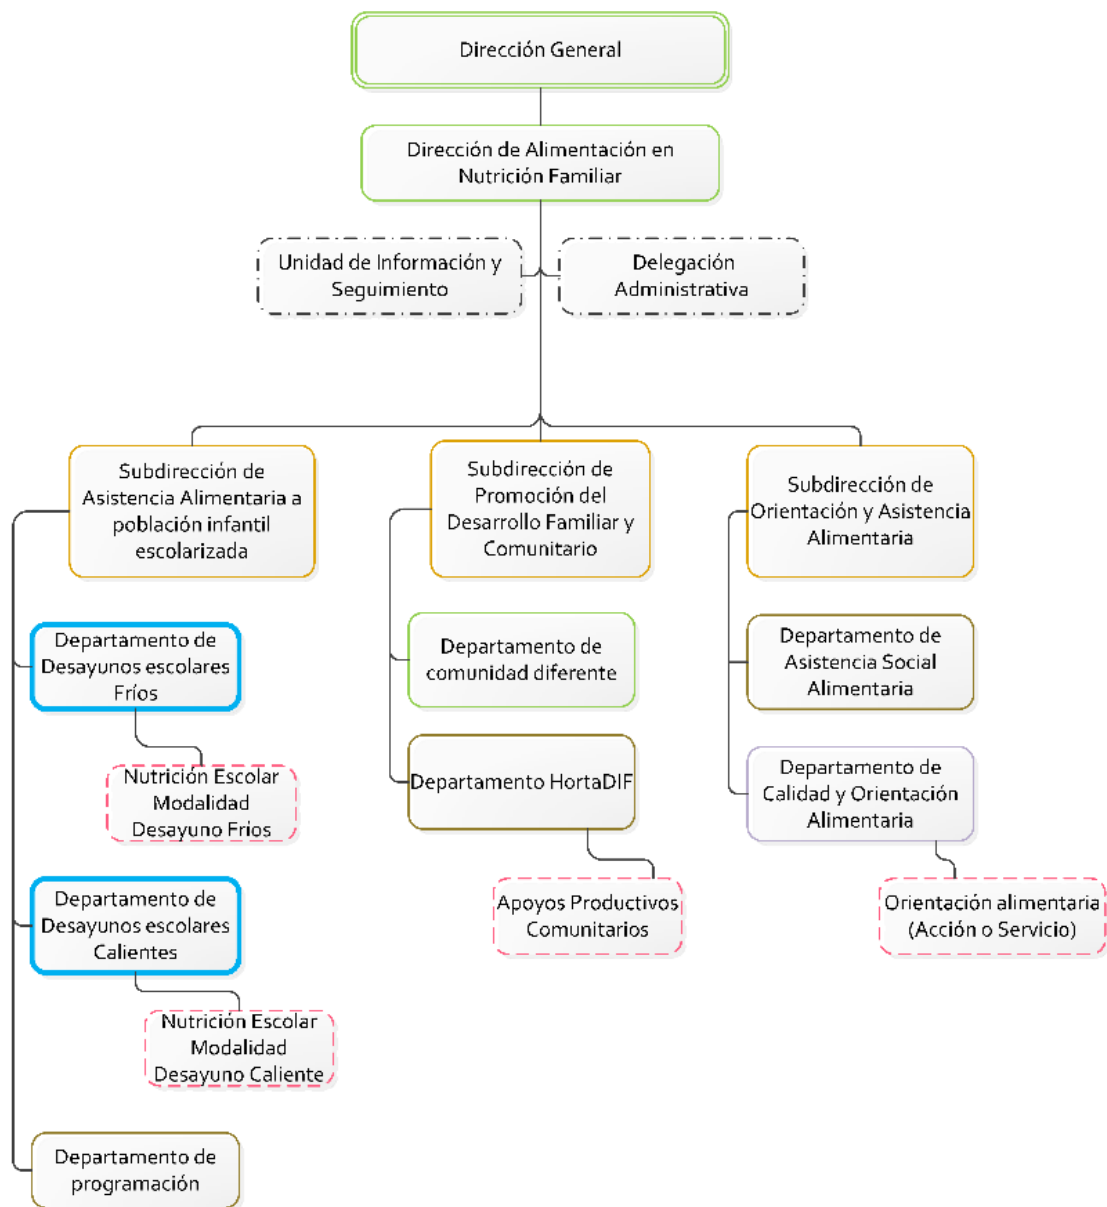 Dirección General
Dirección de Alimentación en
Nutrición Familiar
Unidad de Información y
Seguimiento
Delegación
Administrativa
Subdirección de
Asistencia Alimentaria a
población infantil
escolarizada
Subdirección de
Promoción del
Desarrollo Familiar y
Comunitario
Subdirección de
Orientación y Asistencia
Alimentaria
Departamento de
Desayunos escolares
Fríos
Nutrición Escolar
Modalidad
Desayuno Fríos
Departamento de
Desayunos escolares
Calientes
Nutrición Escolar
Modalidad
Desayuno Caliente
Departamento de
programación
Departamento de
comunidad diferente
Departamento HortaDIF
Apoyos Productivos
Comunitarios
Departamento de
Asistencia Social
Alimentaria
Departamento de
Calidad y Orientación
Alimentaria
Orientación alimentaria
(Acción o Servicio)